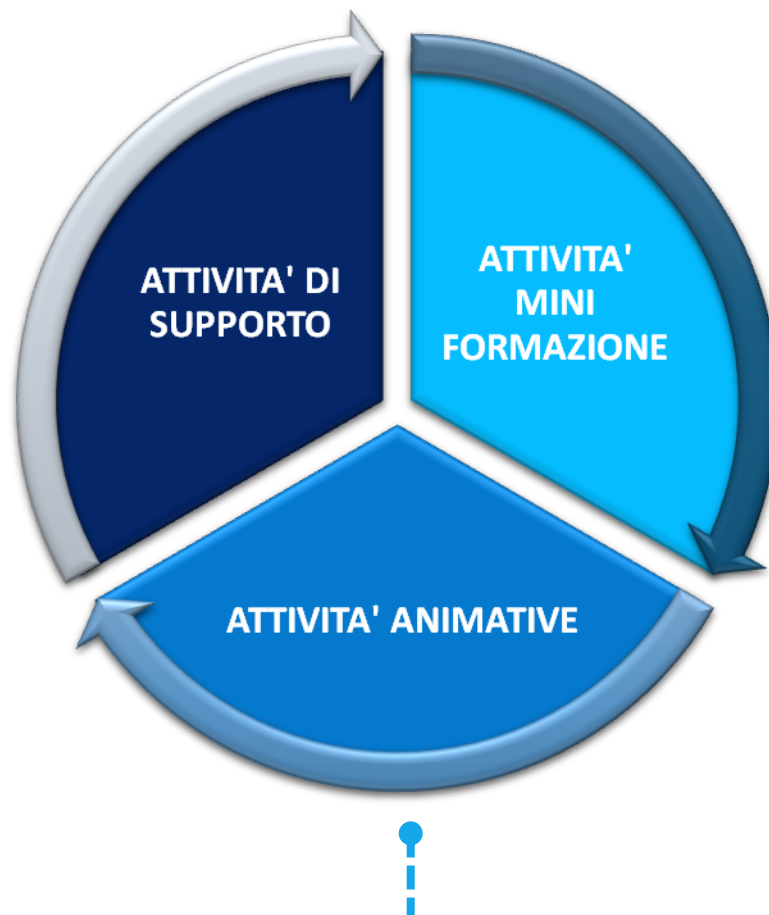 ATTIVITA' DI
SUPPORTO
ATTIVITA'
MINI
FORMAZIONE
ATTIVITA' ANIMATIVE